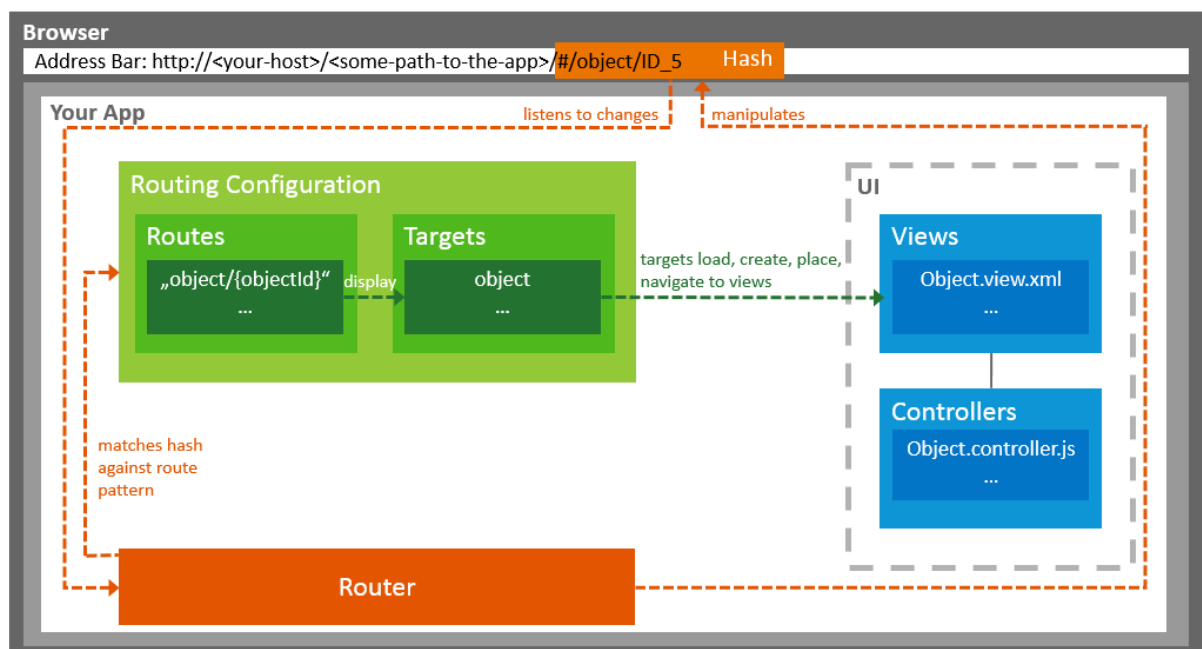 Browser
Address Bar: http://<your-host>/<some-path-to-the-app>/#/object/ID_5 Hash
Your App
listens to changes
manipulates
Routing Configuration
Routes
„object/{objectId}“
...
display
Targets
object
...
targets load, create, place,
navigate to views
UI
Views
Object.view.xml
...
Controllers
Object.controller.js
...
matches hash
against route
pattern
Router